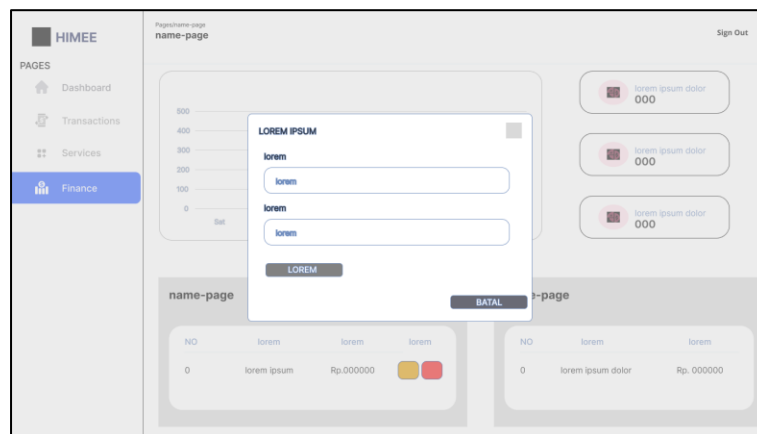 HIMEE
Pages/name-page
name-page
Sign Out
PAGES
Dashboard
Transactions
Services
Finance
500
400
300
200
100
0
Sat
lorem ipsum dolor
000
lorem ipsum dolor
000
lorem ipsum dolor
000
LOREM IPSUM
lorem
lorem
lorem
lorem
LOREM
BATAL
name-page
NO lorem lorem lorem
0 lorem ipsum Rp.000000
e-page
NO lorem lorem
0 lorem ipsum dolor Rp. 000000